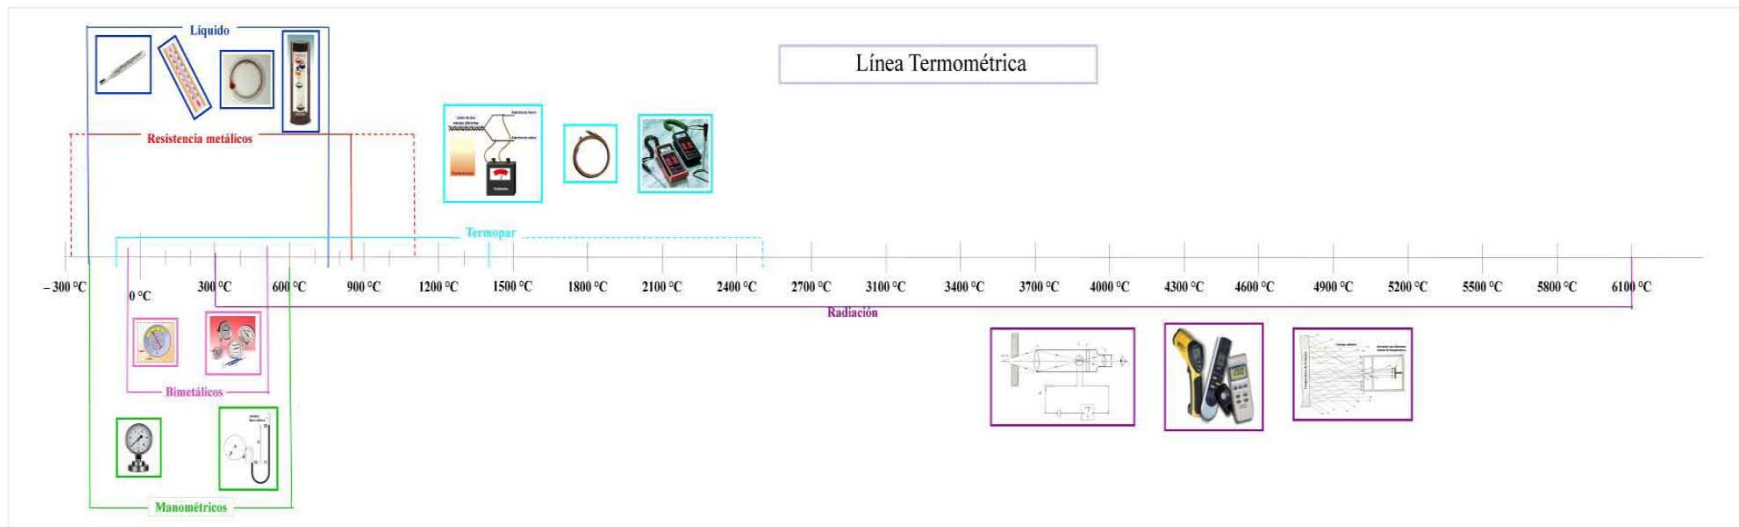 Línea Termométrica
Líquido
Resistencia metálicos
Termopar
– 300 °C
0 °C
300 °C
600 °C
900 °C
1200 °C
1500 °C
1800 °C
2100 °C
2400 °C
2700 °C
3100 °C
3400 °C
3700 °C
4000 °C
4300 °C
4600 °C
4900 °C
5200 °C
5500 °C
5800 °C
6100 °C
Radiación
Bimetálicos
Manométricos